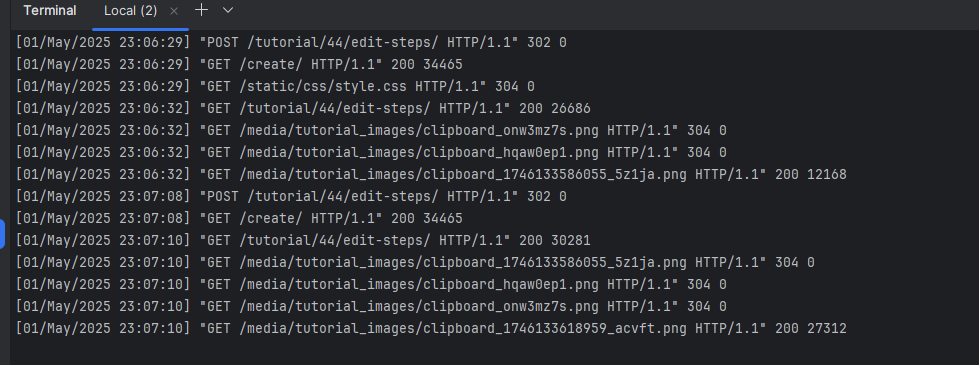 Terminal Local (2) × +
[01/May/2025 23:06:29] "POST /tutorial/44/edit-steps/ HTTP/1.1" 302 0
[01/May/2025 23:06:29] "GET /create/ HTTP/1.1" 200 34465
[01/May/2025 23:06:29] "GET /static/css/style.css HTTP/1.1" 304 0
[01/May/2025 23:06:32] "GET /tutorial/44/edit-steps/ HTTP/1.1" 200 26686
[01/May/2025 23:06:32] "GET /media/tutorial_images/clipboard_onw3mz7s.png HTTP/1.1" 304 0
[01/May/2025 23:06:32] "GET /media/tutorial_images/clipboard_hqaw0ep1.png HTTP/1.1" 304 0
[01/May/2025 23:06:32] "GET /media/tutorial_images/clipboard_1746133586055_5z1ja.png HTTP/1.1" 200 12168
[01/May/2025 23:07:08] "POST /tutorial/44/edit-steps/ HTTP/1.1" 302 0
[01/May/2025 23:07:08] "GET /create/ HTTP/1.1" 200 34465
[01/May/2025 23:07:10] "GET /tutorial/44/edit-steps/ HTTP/1.1" 200 30281
[01/May/2025 23:07:10] "GET /media/tutorial_images/clipboard_1746133586055_5z1ja.png HTTP/1.1" 304 0
[01/May/2025 23:07:10] "GET /media/tutorial_images/clipboard_hqaw0ep1.png HTTP/1.1" 304 0
[01/May/2025 23:07:10] "GET /media/tutorial_images/clipboard_onw3mz7s.png HTTP/1.1" 304 0
[01/May/2025 23:07:10] "GET /media/tutorial_images/clipboard_1746133618959_acvft.png HTTP/1.1" 200 27312